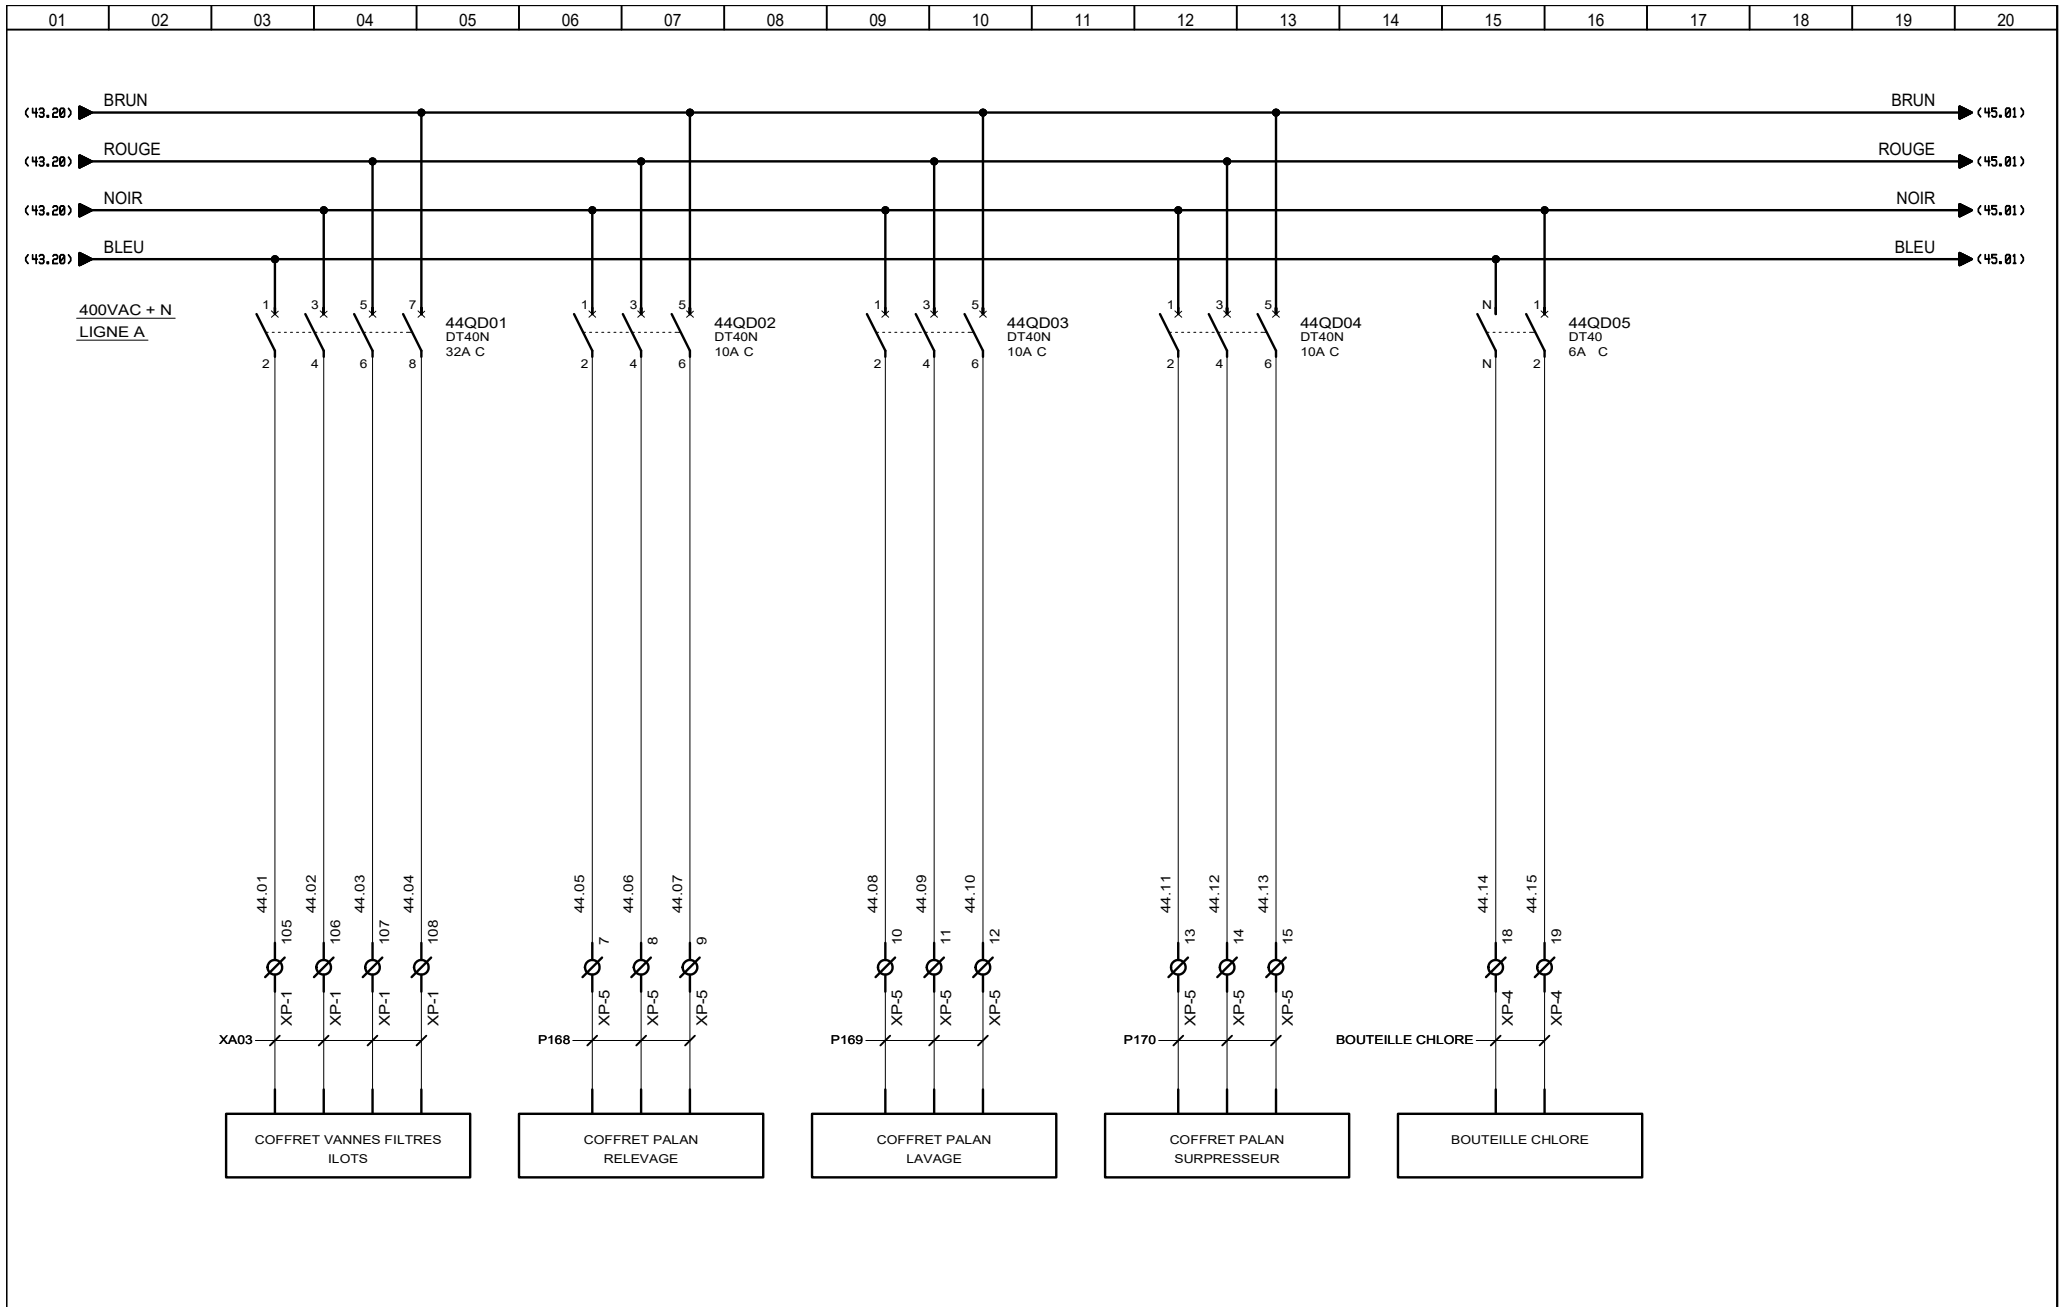 01 02 03 04 05 06 07 08 09 10 11 12 13 14 15 16 17 18 19 20
BRUN BRUN
(43.20) (45.01)
ROUGE ROUGE
(43.20) (45.01)
NOIR NOIR
(43.20) (45.01)
BLEU BLEU
(43.20) (45.01)
400VAC + N
LIGNE A
1 3 5 7 1 3 5 1 3 5 1 3 5 N 1
44QD01 44QD02 44QD03 44QD04 44QD05
DT40N DT40N DT40N DT40N DT40
32A C 10A C 10A C 10A C 6A C
2 4 6 8 2 4 6 2 4 6 2 4 6 N 2
44.01 44.02 44.03 44.04 44.05 44.06 44.07 44.08 44.09 44.10 44.11 44.12 44.13 44.14 44.15
105 106 107 108 7 8 9 10 11 12 13 14 15 18 19
XP-1 XP-1 XP-1 XP-1 XP-5 XP-5 XP-5 XP-5 XP-5 XP-5 XP-5 XP-5 XP-5 XP-4 XP-4
XA03 P168 P169 P170 BOUTEILLE CHLORE
COFFRET VANNES FILTRES
ILOTS
COFFRET PALAN
RELEVAGE
COFFRET PALAN
LAVAGE
COFFRET PALAN
SURPRESSEUR
BOUTEILLE CHLORE